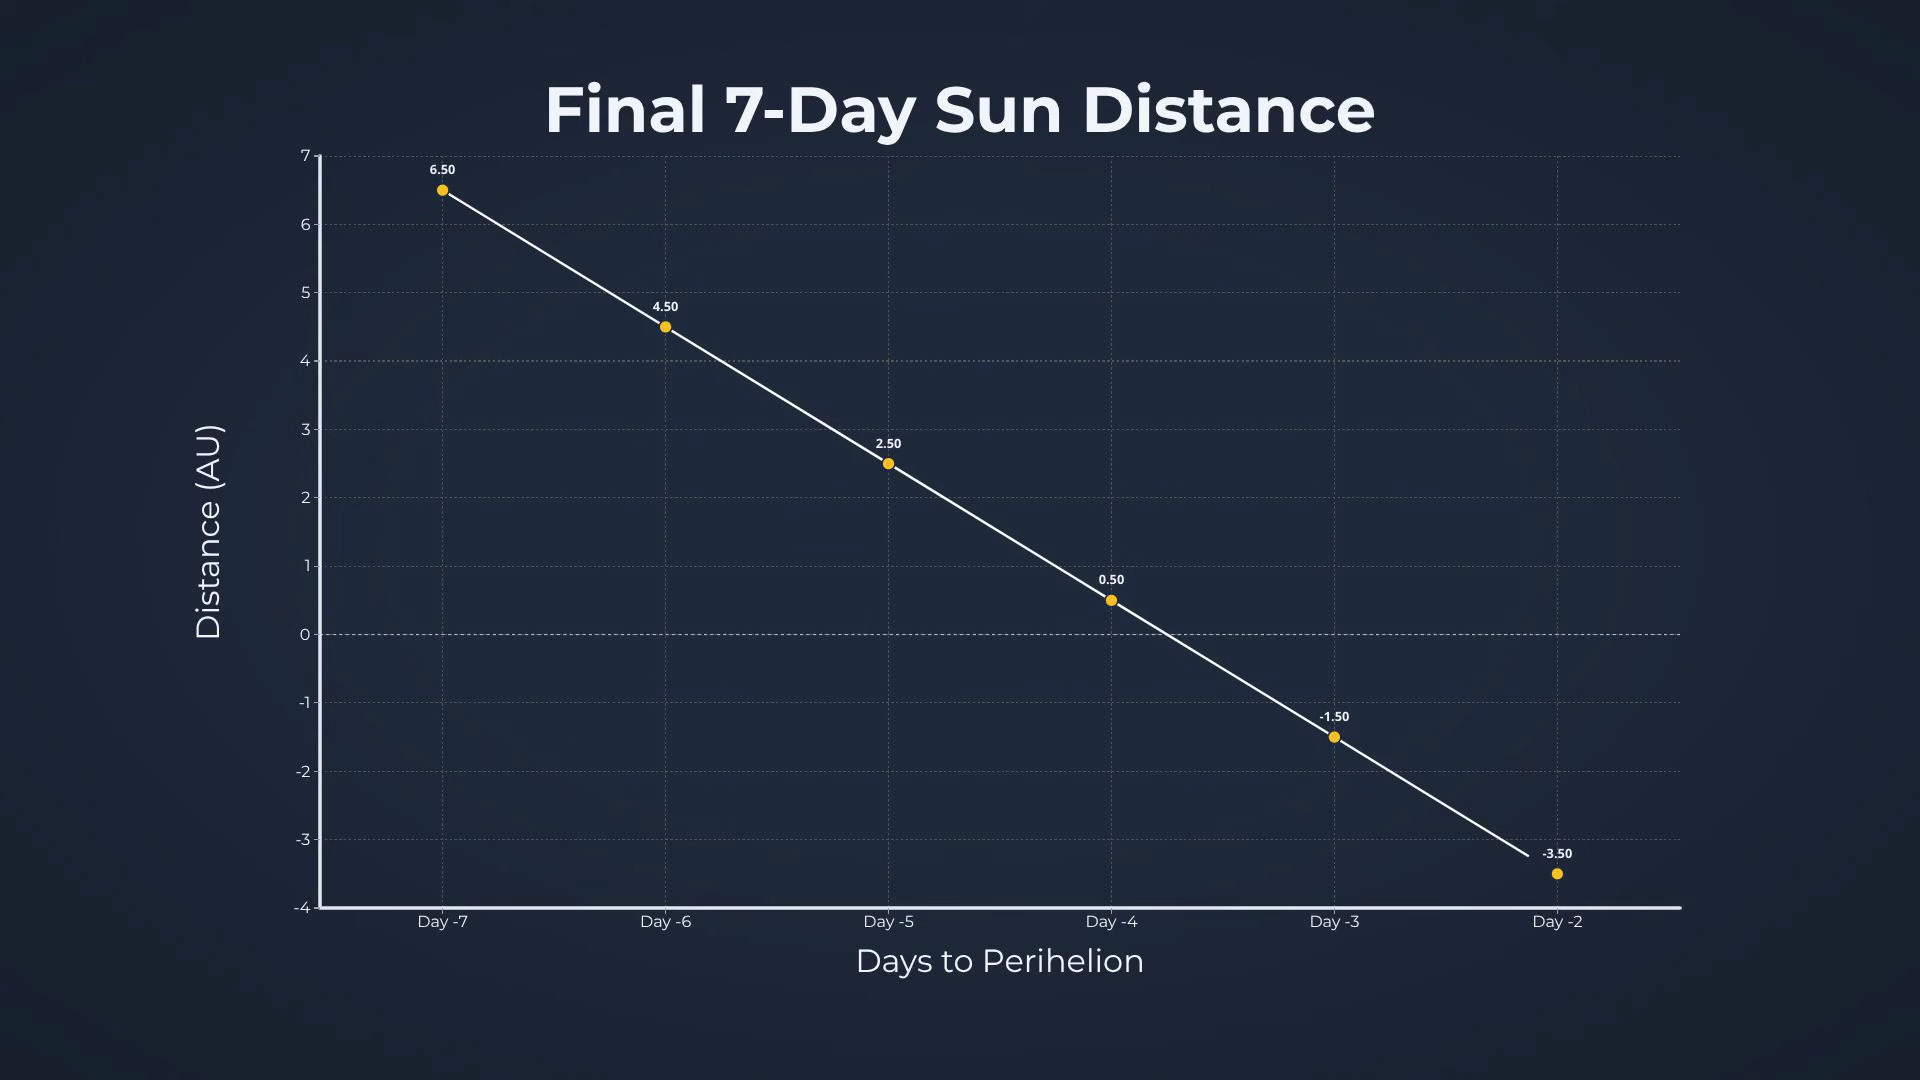 Final 7-Day Sun Distance
7
6
5
4
3
2
1
0
-1
-2
-3
-4
Distance (AU)
6.50
4.50
2.50
0.50
-1.50
-3.50
Day -7
Day -6
Day -5
Day -4
Day -3
Day -2
Days to Perihelion